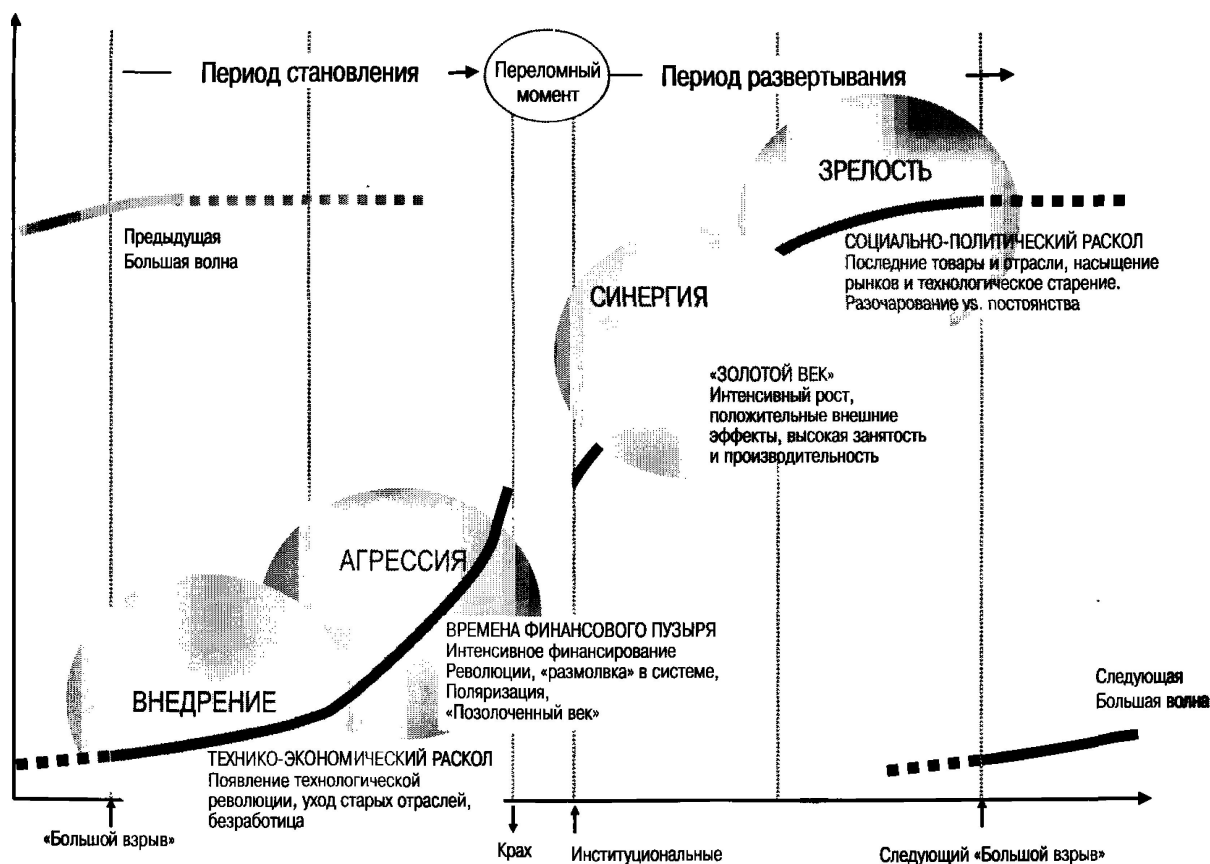 Период становления
Переломный
момент
Период развертывания
ЗРЕЛОСТЬ
Предыдущая
Большая волна
СОЦИАЛЬНО-ПОЛИТИЧЕСКИЙ РАСКОЛ
Последние товары и отрасли, насыщение
рынков и технологическое старение.
Разочарование vs. постоянства
СИНЕРГИЯ
«ЗОЛОТОЙ ВЕК»
Интенсивный рост,
положительные внешние
эффекты, высокая занятость
и производительность
АГРЕССИЯ
ВРЕМЕНА ФИНАНСОВОГО ПУЗЫРЯ
Интенсивное финансирование
Революции, «размолвка» в системе,
Поляризация,
«Позолоченный век»
ВНЕДРЕНИЕ
Следующая
Большая волна
ТЕХНИКО-ЭКОНОМИЧЕСКИЙ РАСКОЛ
Появление технологической
революции, уход старых отраслей,
безработица
«Большой взрыв»
Крах
Институциональные
Следующий «Большой взрыв»